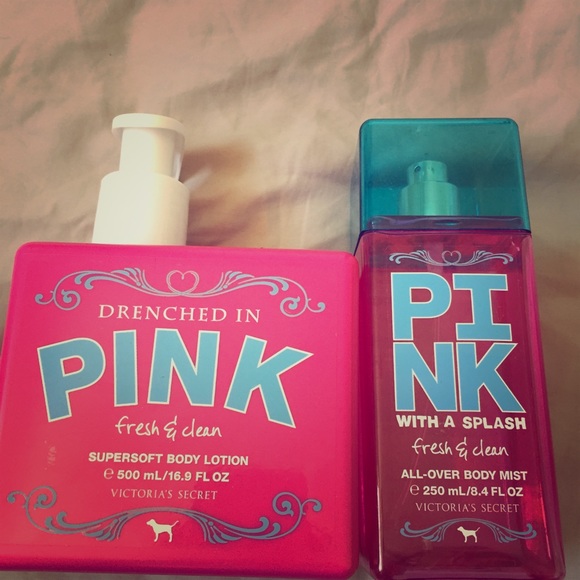 DRENCHED IN
PINK
fresh & clean
SUPERSOFT BODY LOTION
℮ 500 mL/16.9 FL OZ
VICTORIA'S SECRET
PI
NK
WITH A SPLASH
fresh & clean
ALL-OVER BODY MIST
℮ 250 mL/8.4 FL OZ
VICTORIA'S SECRET